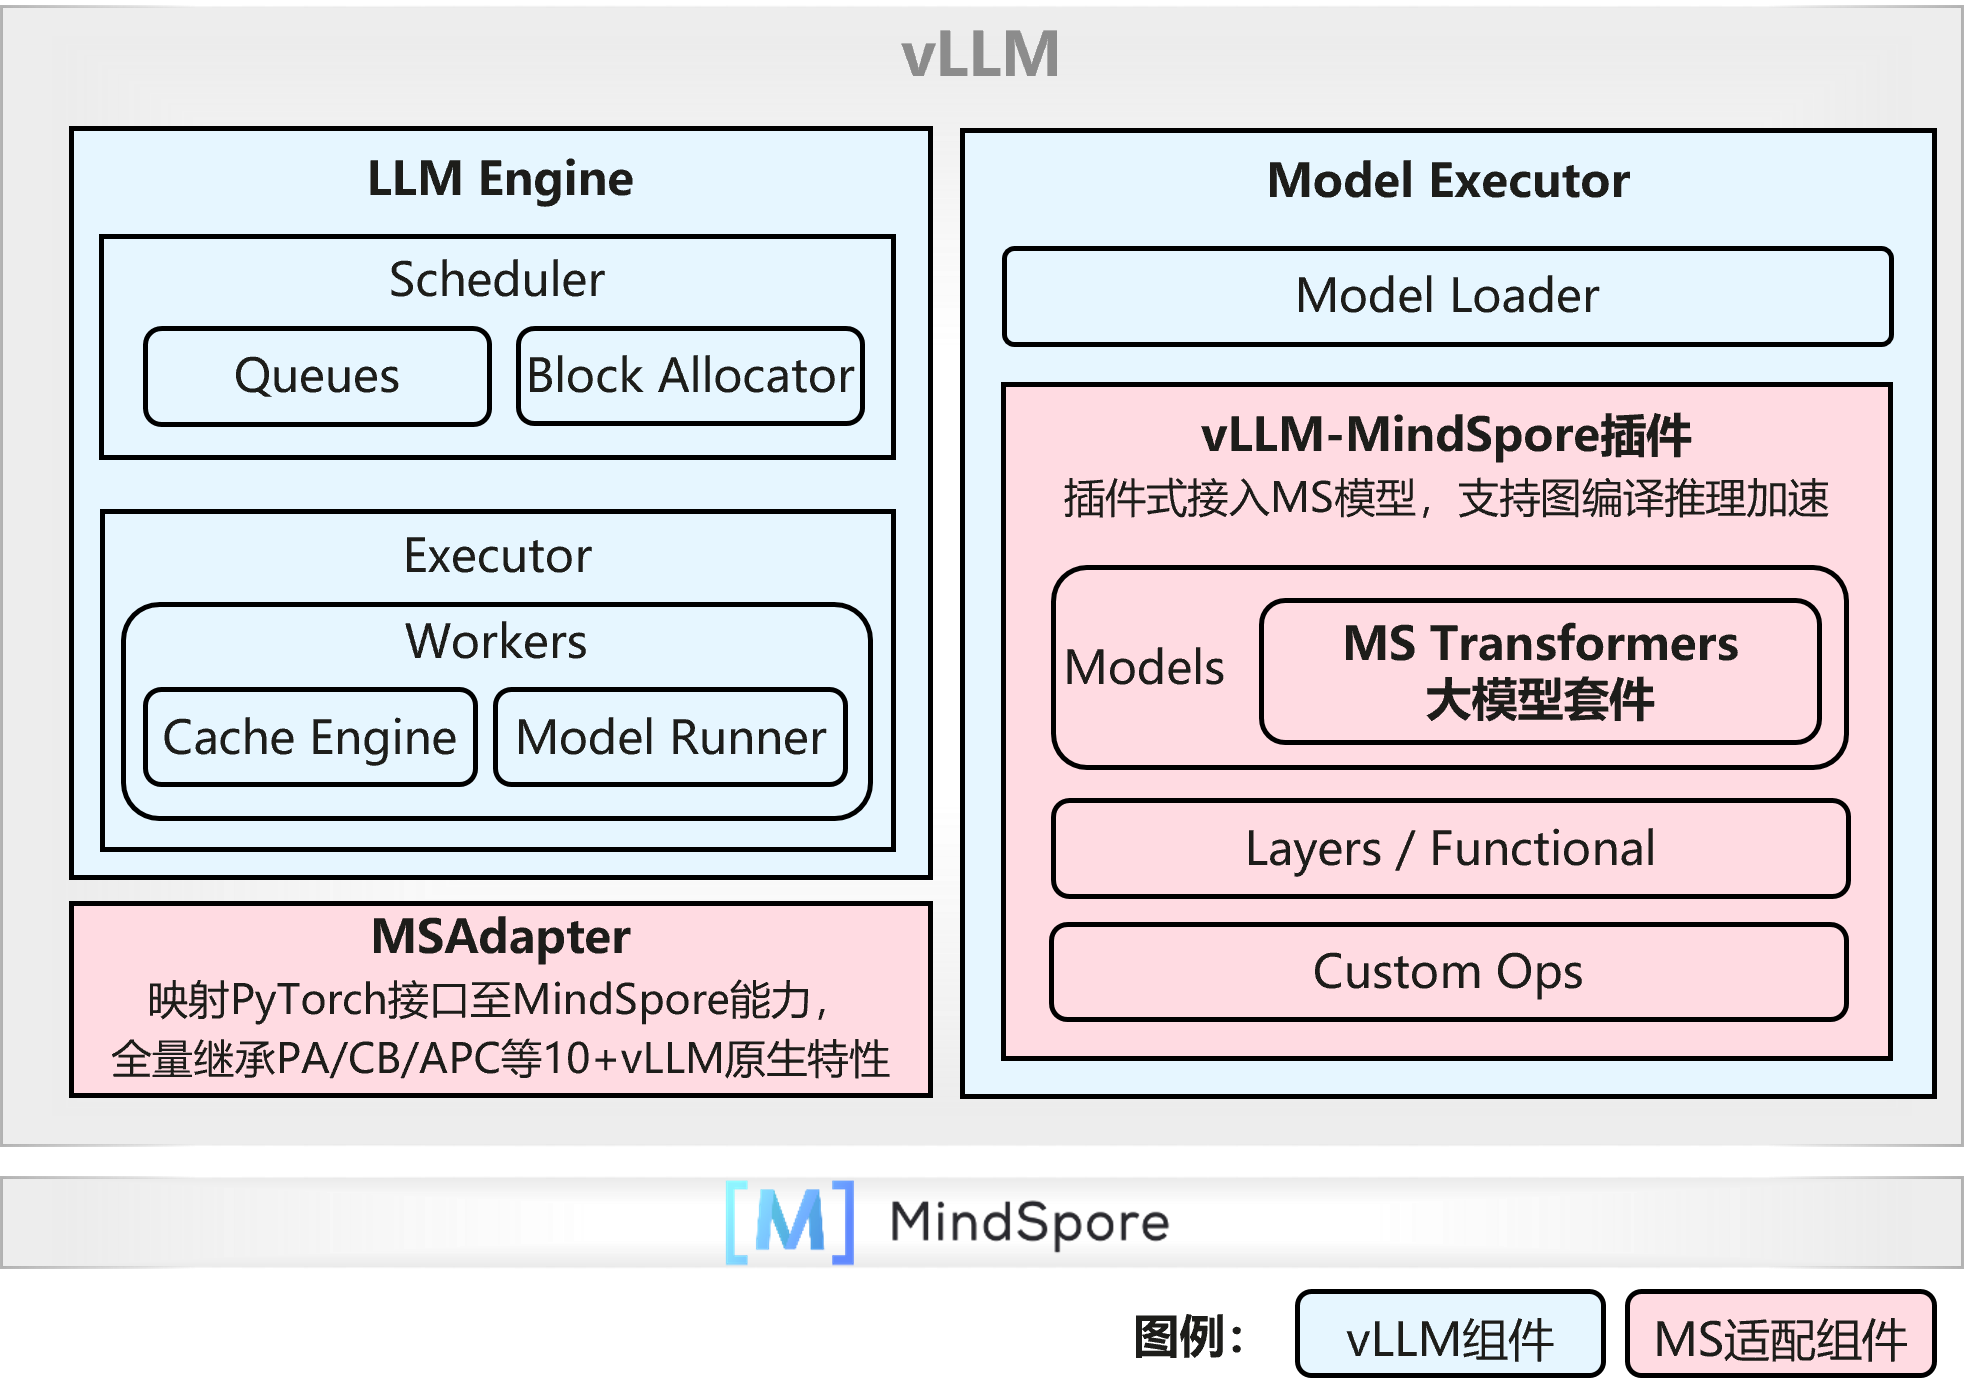 vLLM
LLM Engine
Scheduler
Queues
Block Allocator
Executor
Workers
Cache Engine
Model Runner
MSAdapter
映射PyTorch接口至MindSpore能力，
全量继承PA/CB/APC等10+vLLM原生特性
Model Executor
Model Loader
vLLM-MindSpore插件
插件式接入MS模型，支持图编译推理加速
Models
MS Transformers
大模型套件
Layers / Functional
Custom Ops
[M] MindSpore
图例：
vLLM组件
MS适配组件